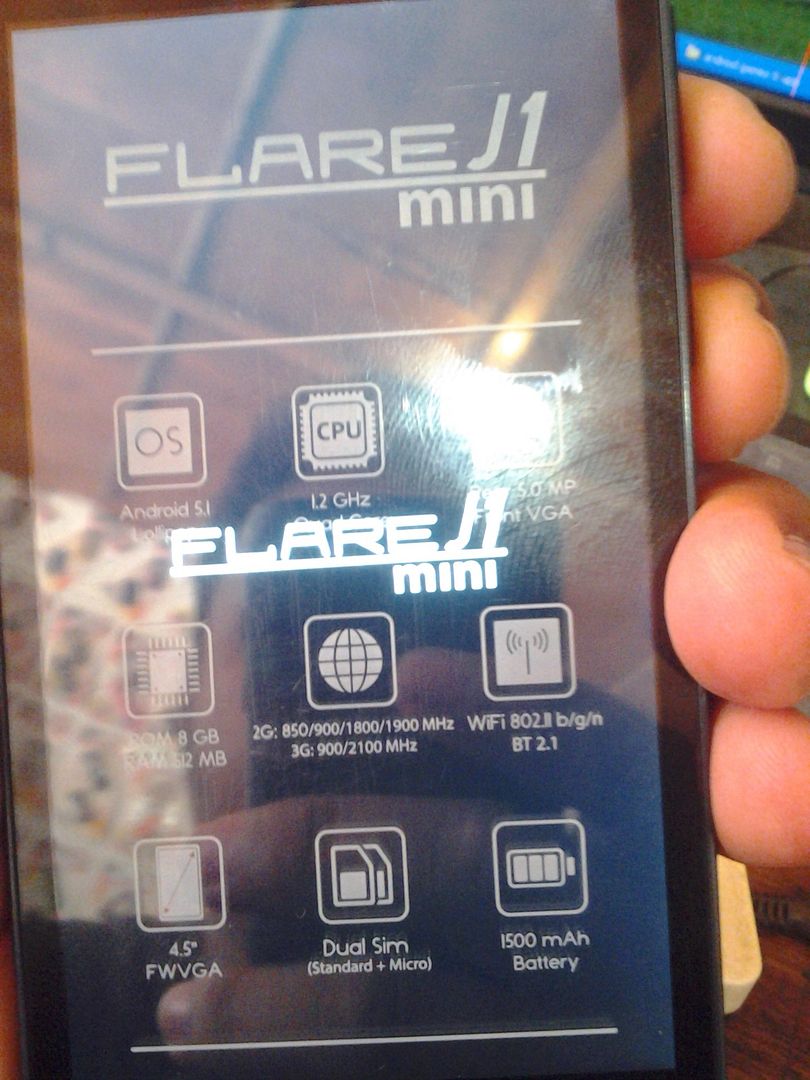 FLARE J1
mini
OS
CPU
Android 5.1
1.2 GHz
5.0 MP
VGA
FLARE J1
mini
ROM 8 GB
RAM 512 MB
2G: 850/900/1800/1900 MHz
3G: 900/2100 MHz
WiFi 802.11 b/g/n
BT 2.1
4.5"
FWVGA
Dual Sim
(Standard + Micro)
1500 mAh
Battery